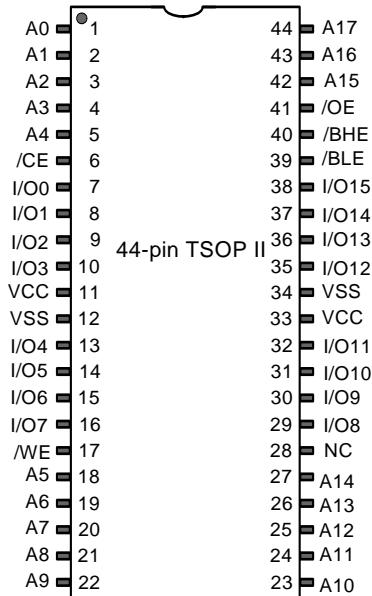 A0 1 44 A17
A1 2 43 A16
A2 3 42 A15
A3 4 41 /OE
A4 5 40 /BHE
/CE 6 39 /BLE
I/O0 7 38 I/O15
I/O1 8 37 I/O14
I/O2 9 36 I/O13
44-pin TSOP II
I/O3 10 35 I/O12
VCC 11 34 VSS
VSS 12 33 VCC
I/O4 13 32 I/O11
I/O5 14 31 I/O10
I/O6 15 30 I/O9
I/O7 16 29 I/O8
/WE 17 28 NC
A5 18 27 A14
A6 19 26 A13
A7 20 25 A12
A8 21 24 A11
A9 22 23 A10